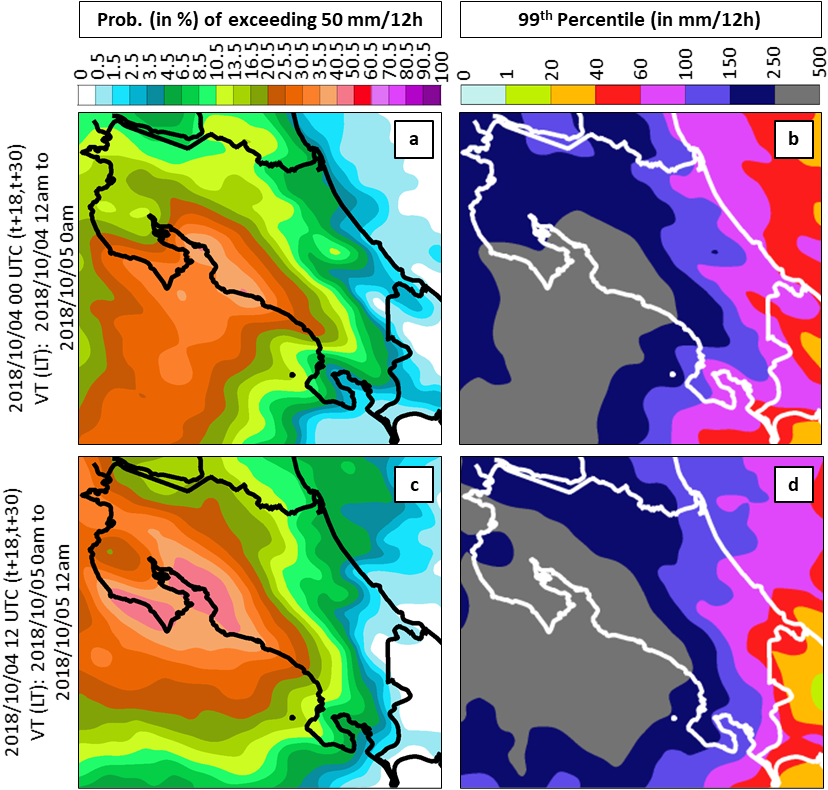 Prob. (in %) of exceeding 50 mm/12h
99th Percentile (in mm/12h)
0 0.5 1.5 2.5 3.5 4.5 6.5 8.5 10.5 13.5 16.5 20.5 25.5 30.5 35.5 40.5 50.5 60.5 70.5 80.5 90.5 100
0 1 20 40 60 100 150 250 500
2018/10/04 00 UTC (t+18,t+30)
VT (LT): 2018/10/04 12am to
2018/10/05 0am
a
b
2018/10/04 12 UTC (t+18,t+30)
VT (LT): 2018/10/05 0am to
2018/10/05 12am
c
d